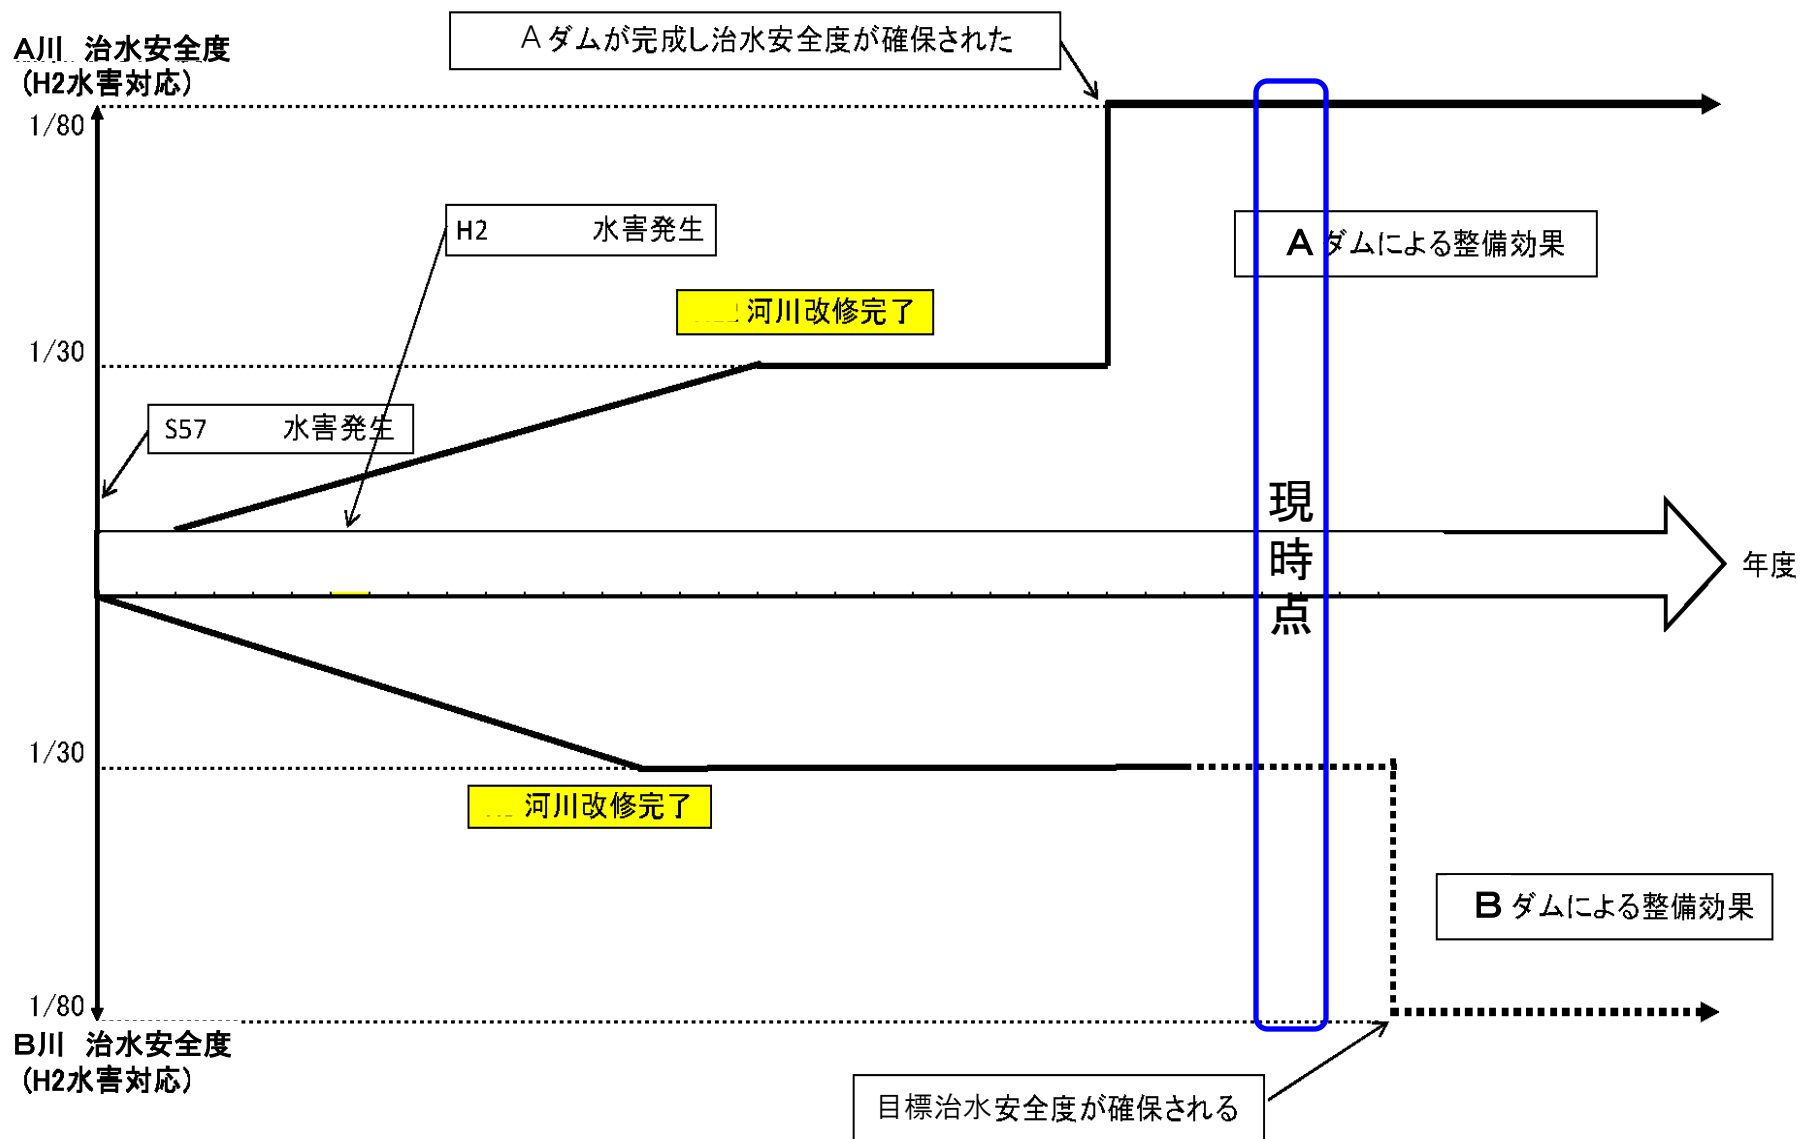 Aダムが完成し治水安全度が確保された
A川 治水安全度
(H2水害対応)
1/80
H2 水害発生
Aダムによる整備効果
河川改修完了
1/30
S57 水害発生
現時点
年度
1/30
河川改修完了
Bダムによる整備効果
1/80
B川 治水安全度
(H2水害対応)
目標治水安全度が確保される